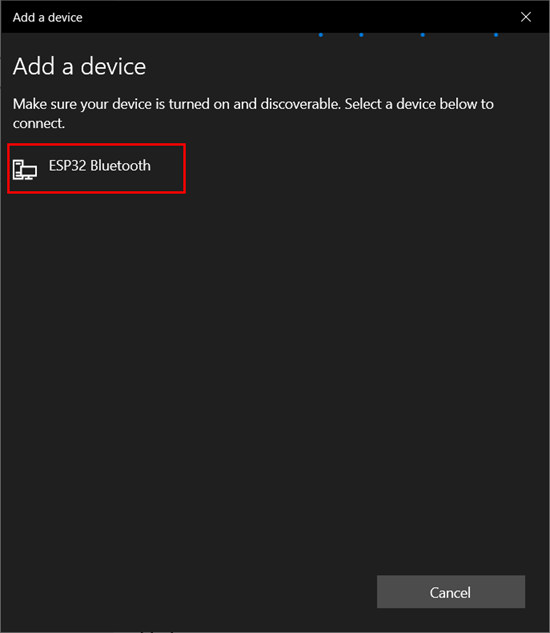 Add a device
Add a device
Make sure your device is turned on and discoverable. Select a device below to
connect.
ESP32 Bluetooth
Cancel